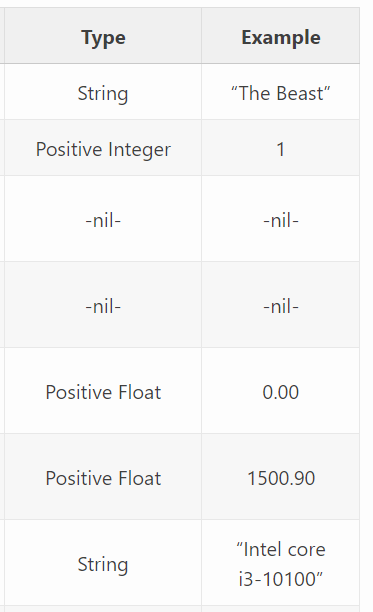 Type Example
String “The Beast”
Positive Integer 1
-nil- -nil-
-nil- -nil-
Positive Float 0.00
Positive Float 1500.90
String “Intel core
i3-10100”